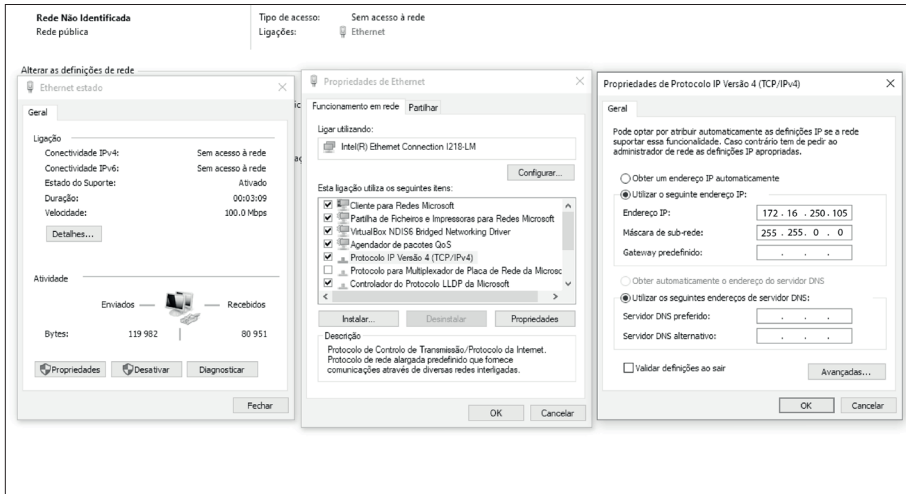 Rede Não Identificada
Rede pública
Tipo de acesso: Sem acesso à rede
Ligações: Ethernet
Alterar as definições de rede
Ethernet estado
Geral
Ligação
Conectividade IPv4: Sem acesso à rede
Conectividade IPv6: Sem acesso à rede
Estado do Suporte: Ativado
Duração: 00:03:09
Velocidade: 100.0 Mbps
Detalhes...
Atividade
Enviados Recebidos
Bytes: 119 982 80 951
Propriedades Desativar Diagnosticar
Fechar
Propriedades de Ethernet
Funcionamento em rede Partilhar
Ligar utilizando:
Intel(R) Ethernet Connection I218-LM
Configurar...
Esta ligação utiliza os seguintes itens:
Cliente para Redes Microsoft
Partilha de Ficheiros e Impressoras para Redes Microsoft
VirtualBox NDIS6 Bridged Networking Driver
Agendador de pacotes QoS
Protocolo IP Versão 4 (TCP/IPv4)
Protocolo para Multiplexador de Placa de Rede da Microsc
Controlador do Protocolo LLDP da Microsoft
Instalar... Desinstalar Propriedades
Descrição
Protocolo de Controlo de Transmissão/Protocolo da Internet.
Protocolo de rede alargada predefinido que fornece
comunicações através de diversas redes interligadas.
OK Cancelar
Propriedades de Protocolo IP Versão 4 (TCP/IPv4)
Geral
Pode optar por atribuir automaticamente as definições IP se a rede
suportar essa funcionalidade. Caso contrário tem de pedir ao
administrador de rede as definições IP apropriadas.
Obter um endereço IP automaticamente
Utilizar o seguinte endereço IP:
Endereço IP: 172 . 16 . 250 . 105
Máscara de sub-rede: 255 . 255 . 0 . 0
Gateway predefinido: . . .
Obter automaticamente o endereço do servidor DNS
Utilizar os seguintes endereços de servidor DNS:
Servidor DNS preferido: . . .
Servidor DNS alternativo: . . .
Validar definições ao sair
Avançadas...
OK Cancelar